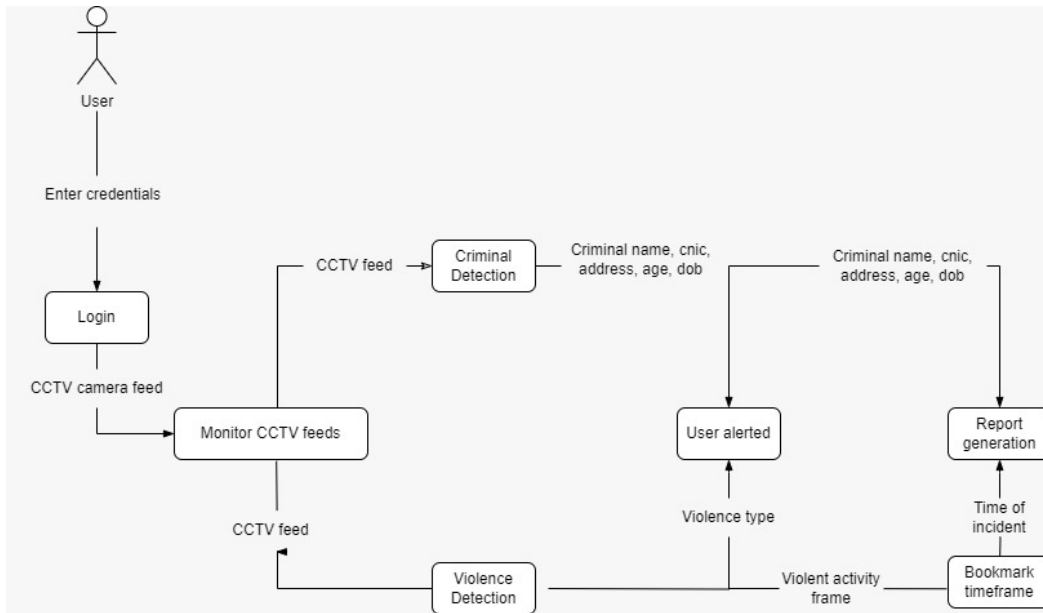 User
Enter credentials
CCTV feed
Criminal
Detection
Criminal name, cnic,
address, age, dob
Criminal name, cnic,
address, age, dob
Login
CCTV camera feed
Monitor CCTV feeds
User alerted
Report
generation
CCTV feed
Violence type
Time of
incident
Violence
Detection
Violent activity
frame
Bookmark
timeframe